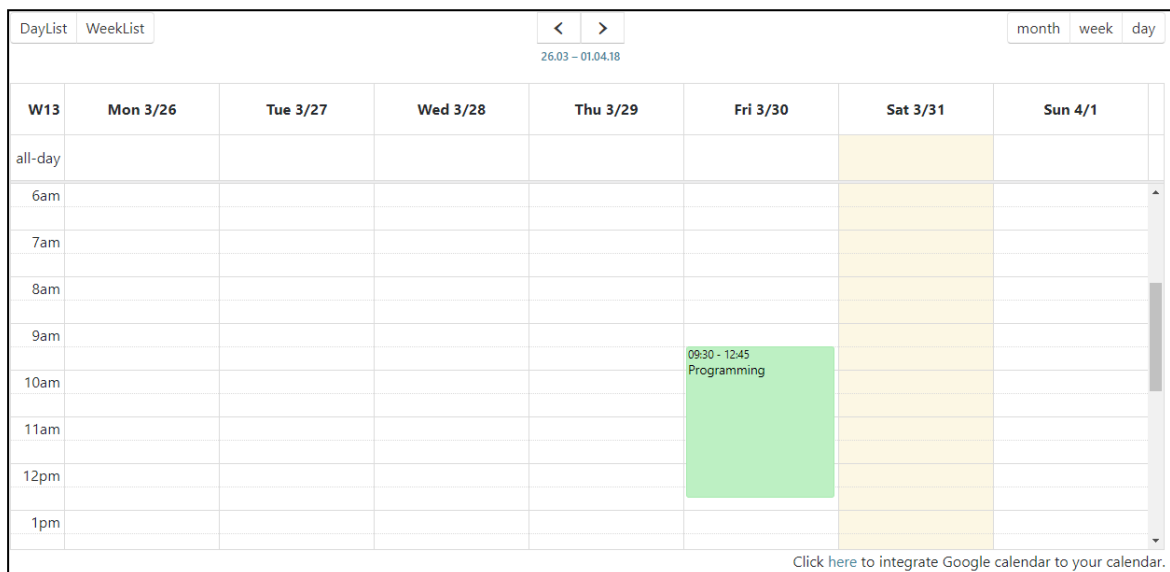 DayList WeekList < > month week day
26.03 – 01.04.18
W13 Mon 3/26 Tue 3/27 Wed 3/28 Thu 3/29 Fri 3/30 Sat 3/31 Sun 4/1
all-day
6am
7am
8am
9am
09:30 - 12:45
Programming
10am
11am
12pm
1pm
Click here to integrate Google calendar to your calendar.